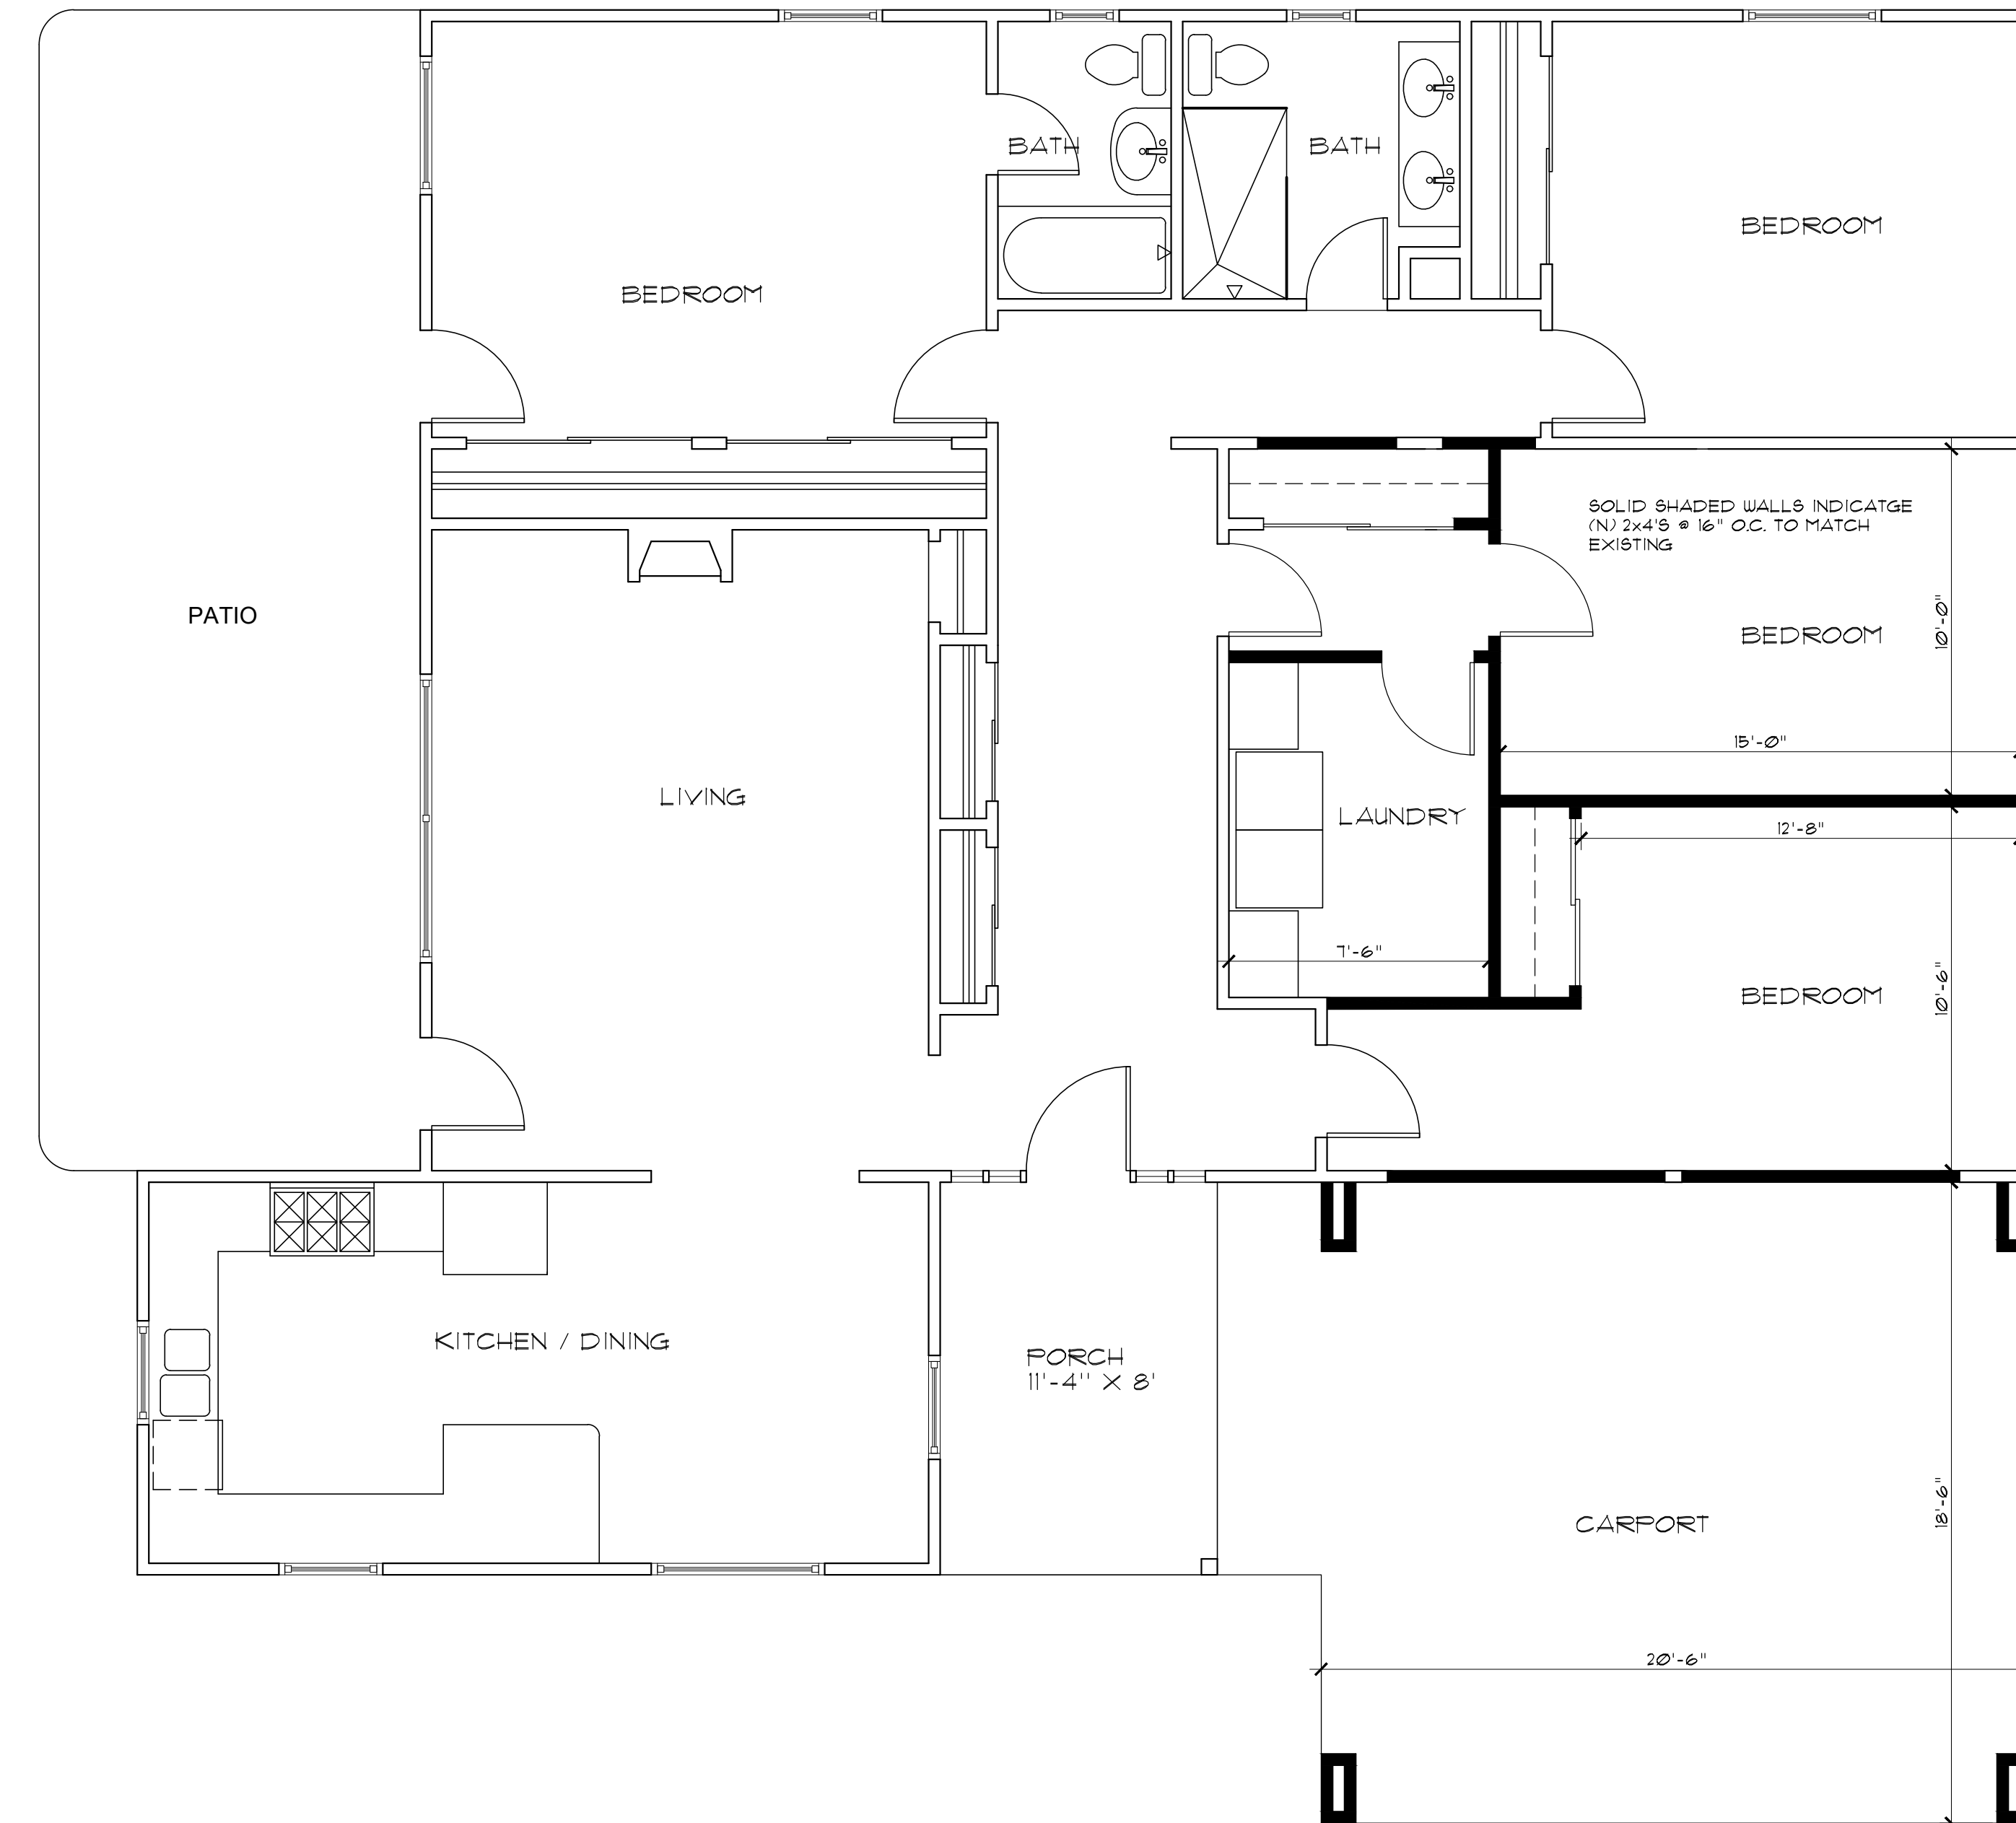 BATH
BATH
BEDROOM
BEDROOM
SOLID SHADED WALLS INDICATGE
(N) 2x4'S @ 16" O.C. TO MATCH
EXISTING
PATIO
10'-0"
BEDROOM
15'-0"
LIVING
LAUNDRY
12'-8"
7'-6"
10'-6"
BEDROOM
KITCHEN / DINING
PORCH
11'-4'' X 8'
18'-6"
CARPORT
20'-6"